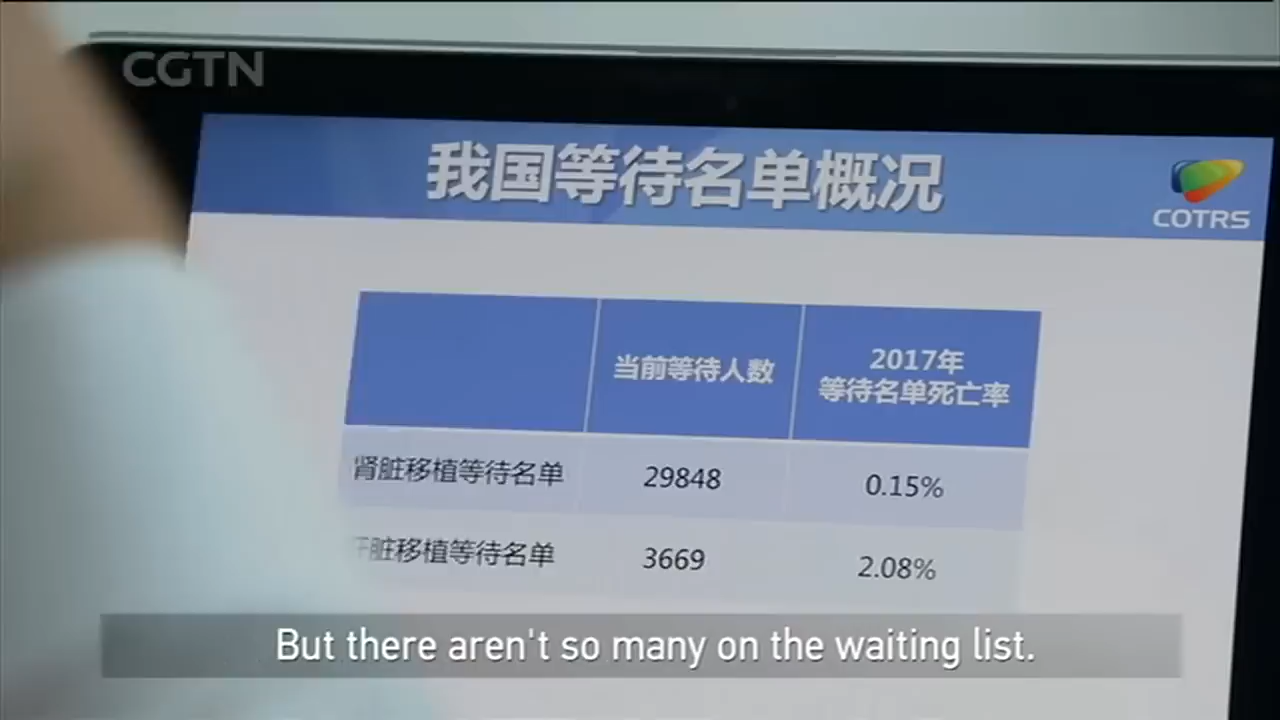 CGTN
我国等待名单概况
COTRS
当前等待人数
2017年
等待名单死亡率
肾脏移植等待名单 29848 0.15%
肝脏移植等待名单 3669 2.08%
But there aren't so many on the waiting list.